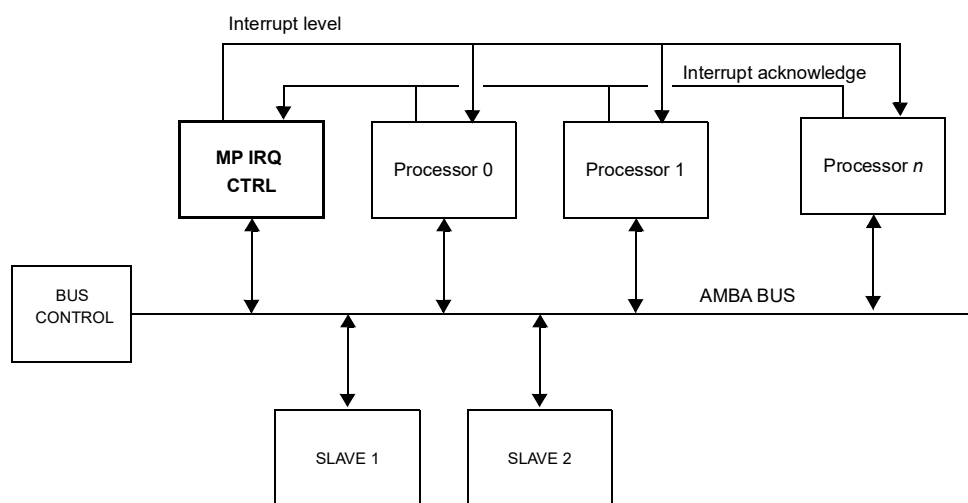 Interrupt level
Interrupt acknowledge
MP IRQ
CTRL
Processor 0
Processor 1
Processor n
BUS
CONTROL
AMBA BUS
SLAVE 1
SLAVE 2